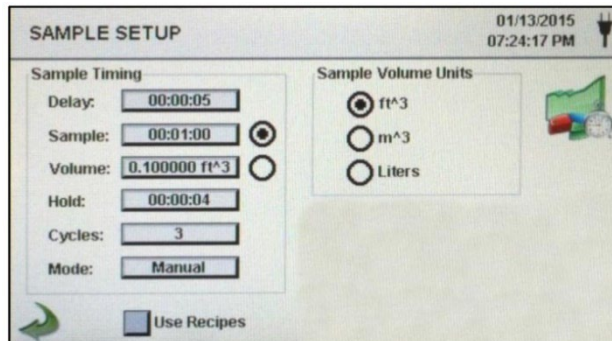 SAMPLE SETUP
01/13/2015
07:24:17 PM
Sample Timing
Delay: 00:00:05
Sample: 00:01:00
Volume: 0.100000 ft^3
Hold: 00:00:04
Cycles: 3
Mode: Manual
Use Recipes
Sample Volume Units
ft^3
m^3
Liters